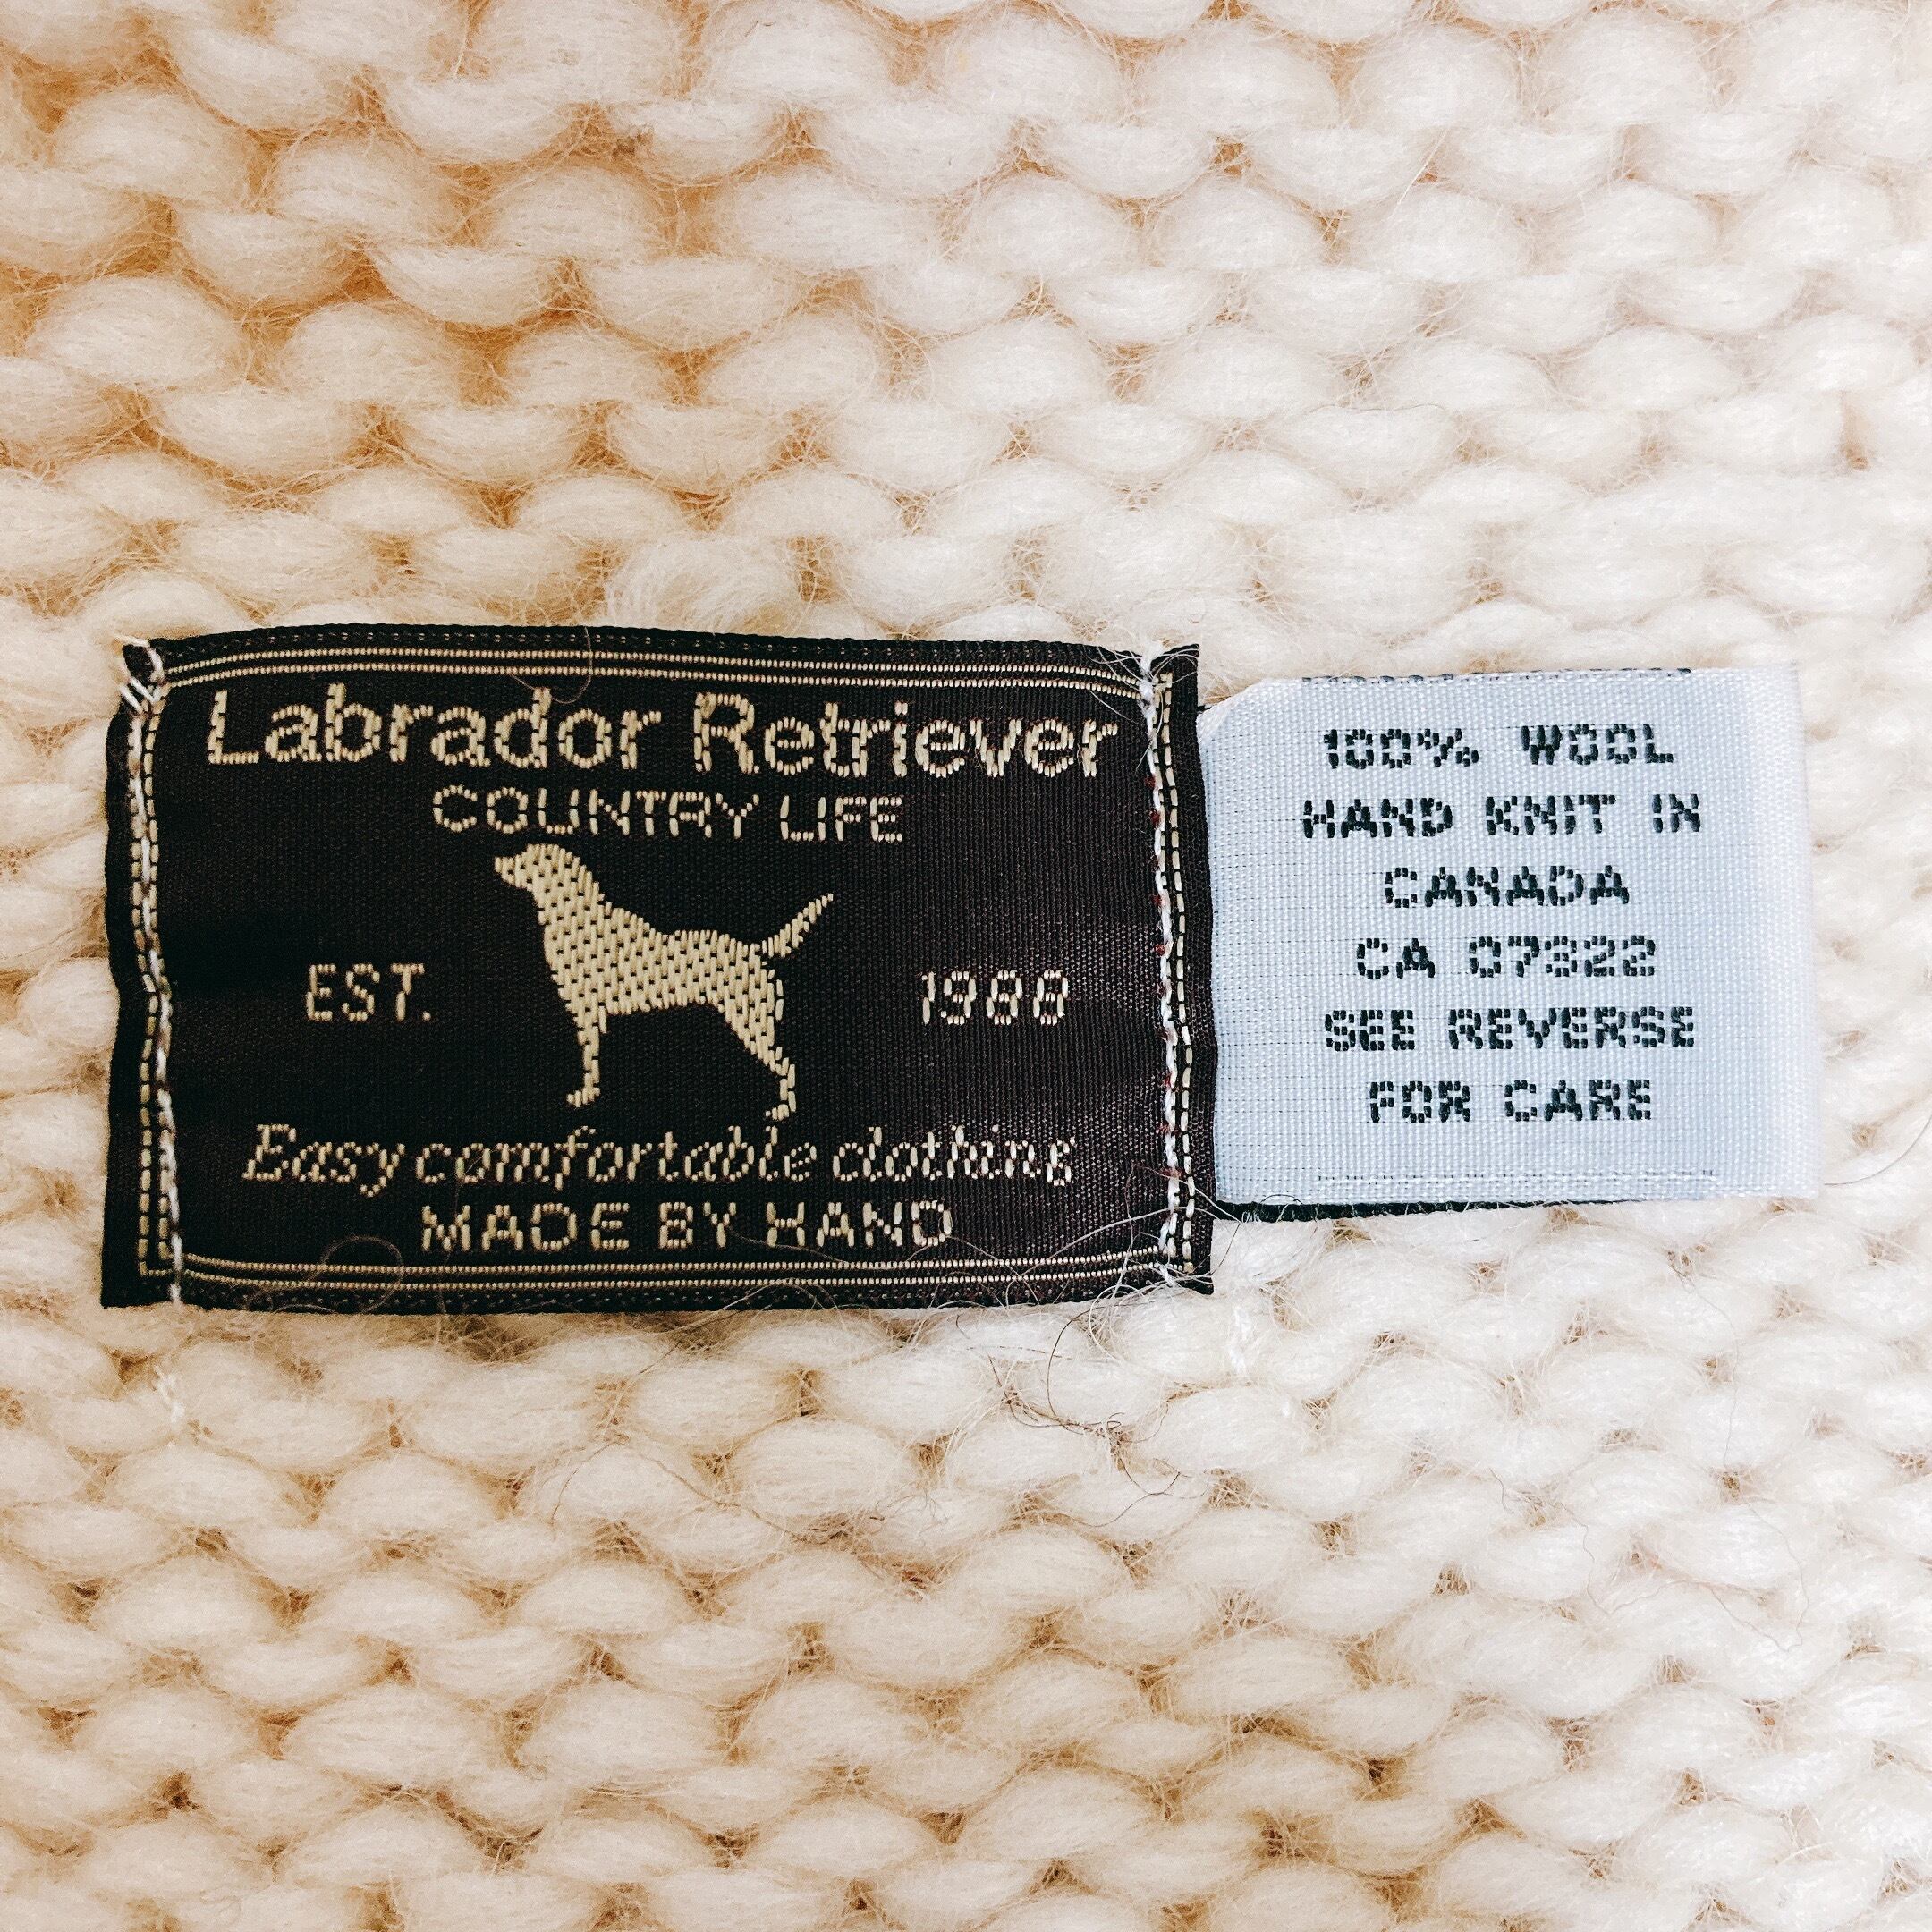 Labrador Retriever
COUNTRY LIFE
EST. 1988
Easy comfortable clothing
MADE BY HAND
100% WOOL
HAND KNIT IN
CANADA
CA 07322
SEE REVERSE
FOR CARE